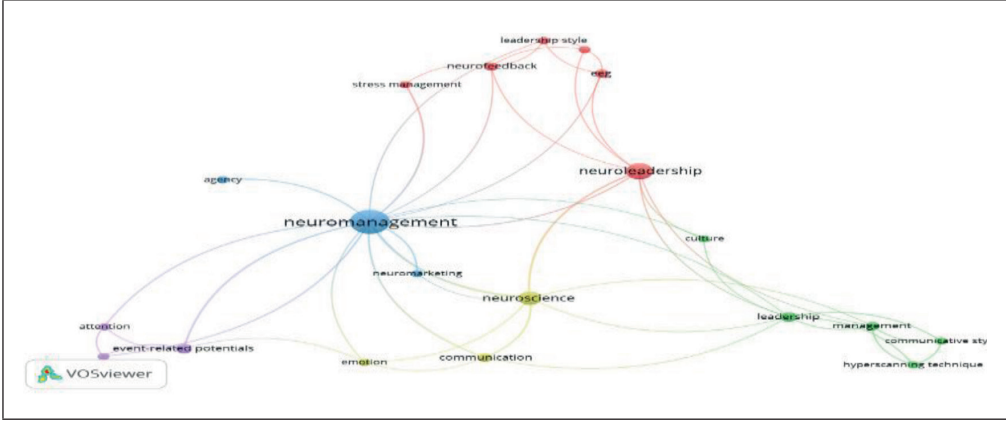 leadership style
neurofeedback
eeg
stress management
neuroleadership
agency
neuromanagement
culture
neuromarketing
neuroscience
leadership
attention
management
communicative sty
event-related potentials
emotion
communication
hyperscanning technique
VOSviewer